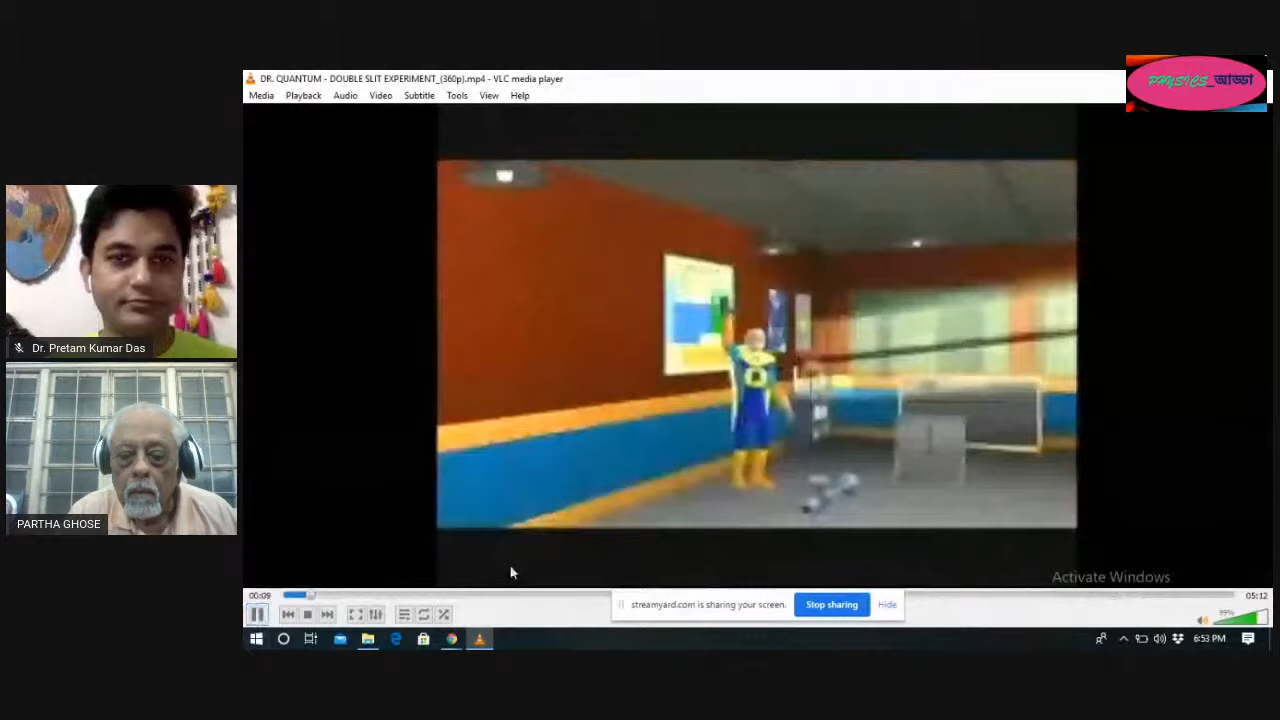 DR. QUANTUM - DOUBLE SLIT EXPERIMENT_(360p).mp4 - VLC media player
PHYSICS_আড্ডা
Media Playback Audio Video Subtitle Tools View Help
Dr. Pretam Kumar Das
PARTHA GHOSE
Activate Windows
00:09
05:12
streamyard.com is sharing your screen.
Stop sharing
Hide
99%
6:53 PM